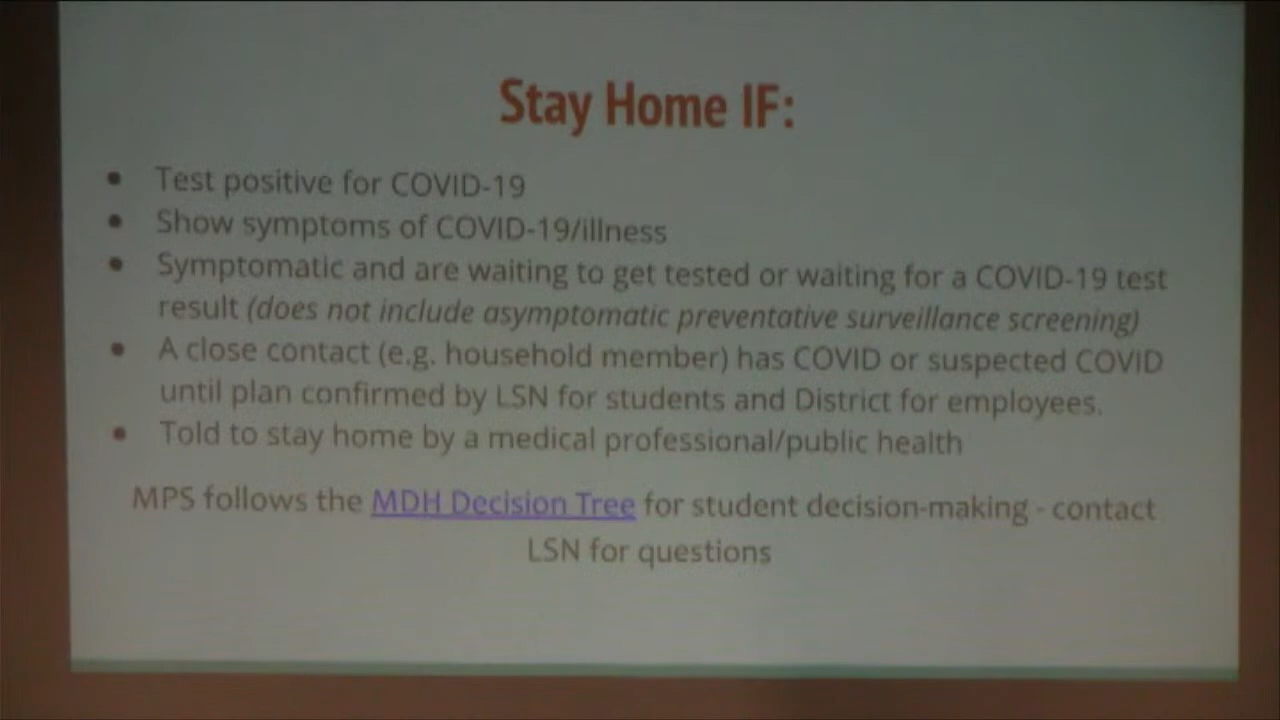 Stay Home IF:
• Test positive for COVID-19
• Show symptoms of COVID-19/illness
• Symptomatic and are waiting to get tested or waiting for a COVID-19 test
result (does not include asymptomatic preventative surveillance screening)
• A close contact (e.g. household member) has COVID or suspected COVID
until plan confirmed by LSN for students and District for employees.
• Told to stay home by a medical professional/public health
MPS follows the MDH Decision Tree for student decision-making - contact
LSN for questions